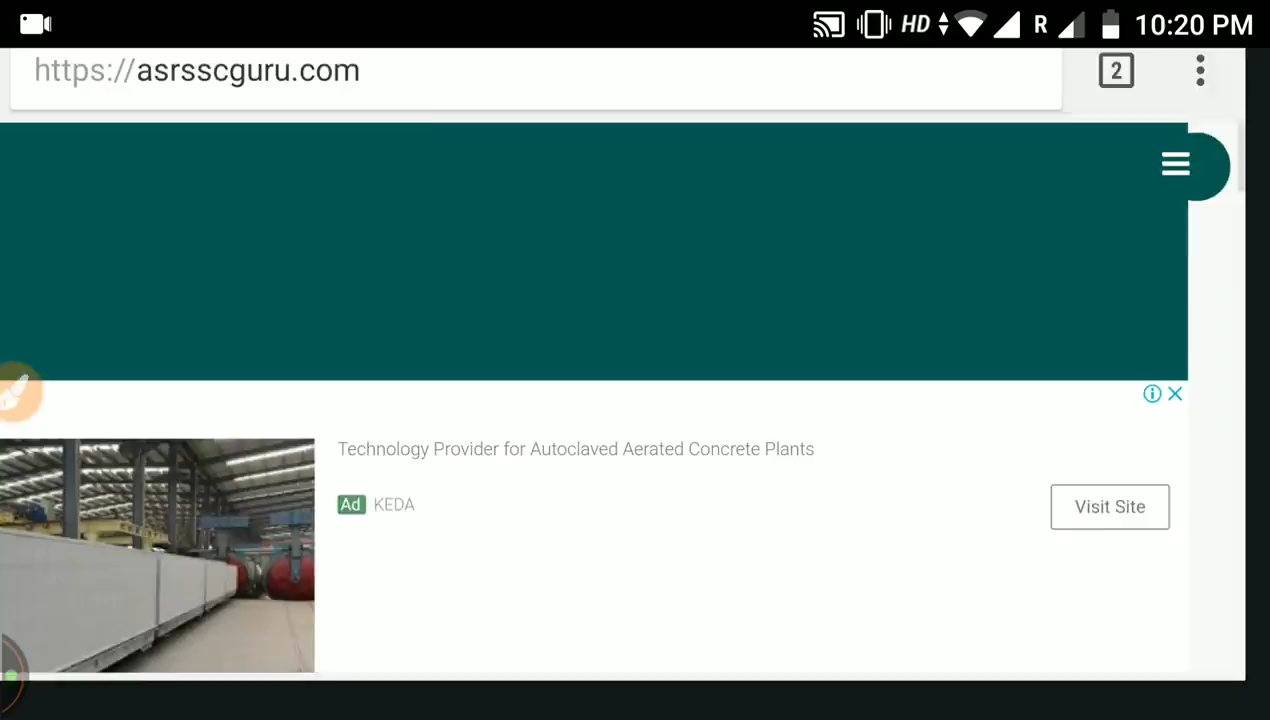 HD R 10:20 PM
https://asrsscguru.com 2
Technology Provider for Autoclaved Aerated Concrete Plants
Ad KEDA
Visit Site